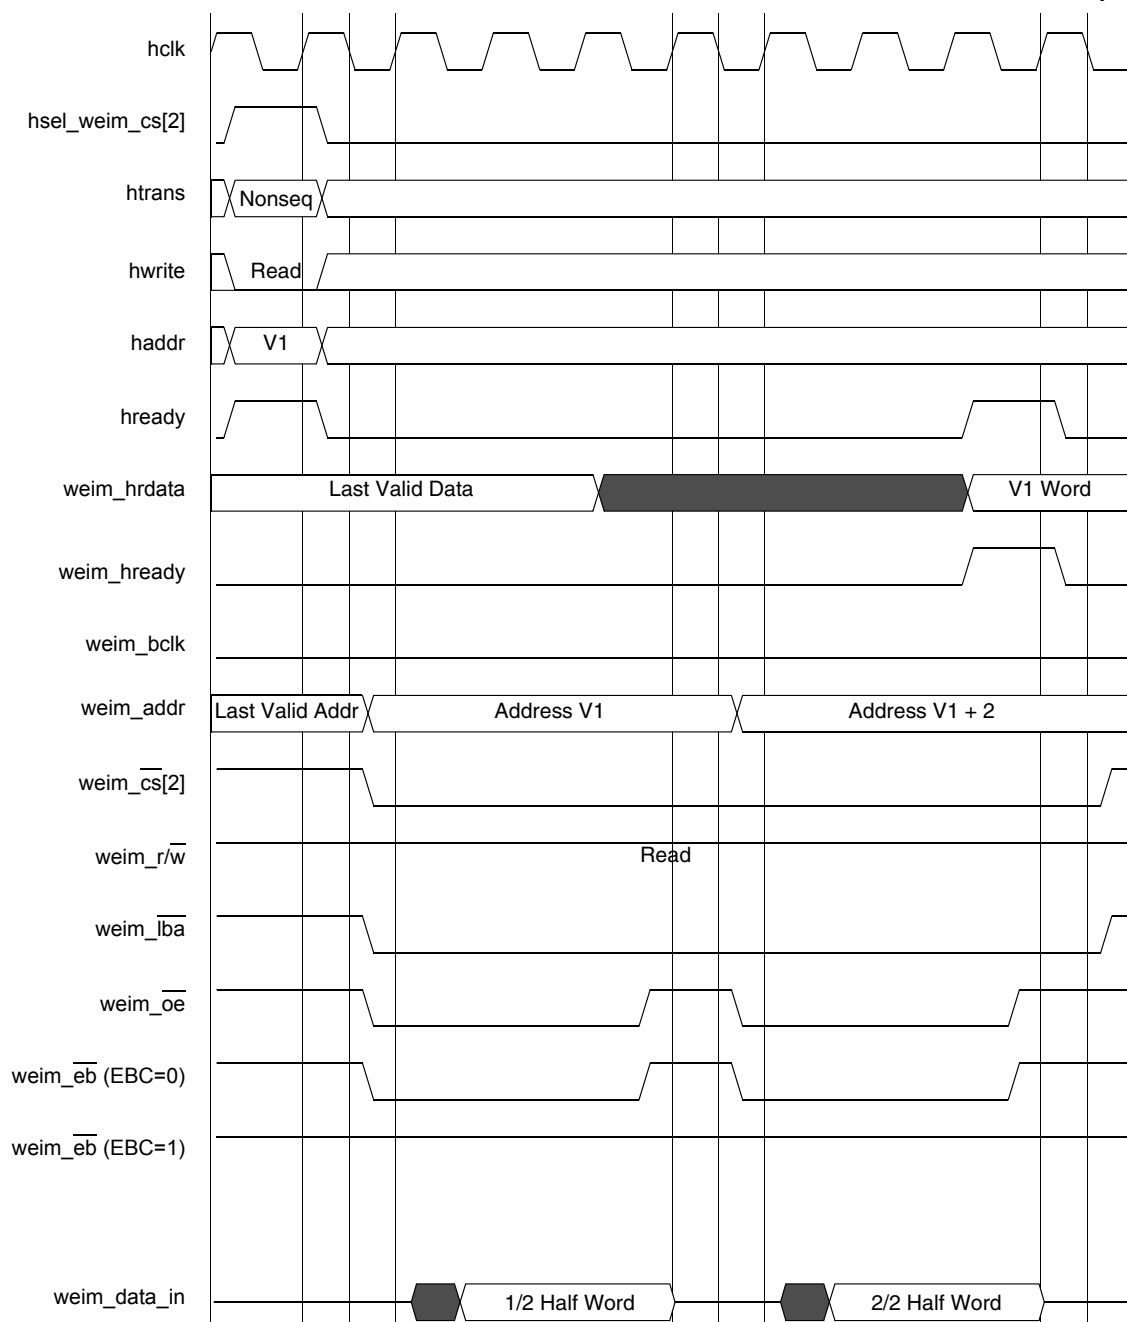 hclk
hsel_weim_cs[2]
htrans Nonseq
hwrite Read
haddr V1
hready
weim_hrdata Last Valid Data V1 Word
weim_hready
weim_bclk
weim_addr Last Valid Addr Address V1 Address V1 + 2
weim_cs[2]
weim_r/w Read
weim_lba
weim_oe
weim_eb (EBC=0)
weim_eb (EBC=1)
weim_data_in 1/2 Half Word 2/2 Half Word